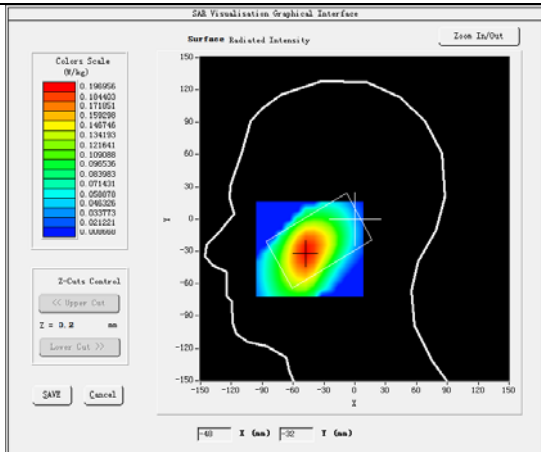 SAR Visualisation Graphical Interface
Surface Radiated Intensity
Zoom In/Out
Colors Scale
(W/kg)
0.196956
0.184403
0.171851
0.159298
0.146746
0.134193
0.121641
0.109088
0.096536
0.083983
0.071431
0.058878
0.046326
0.033773
0.021221
0.008668
Z-Cuts Control
<< Upper Cut
Z = 3.2 mm
Lower Cut >>
SAVE Cancel
150
120
90
60
30
0
-30
-60
-90
-120
-150
Y
-150 -120 -90 -60 -30 0 30 60 90 120 150
X
-48 X (mm) -32 Y (mm)